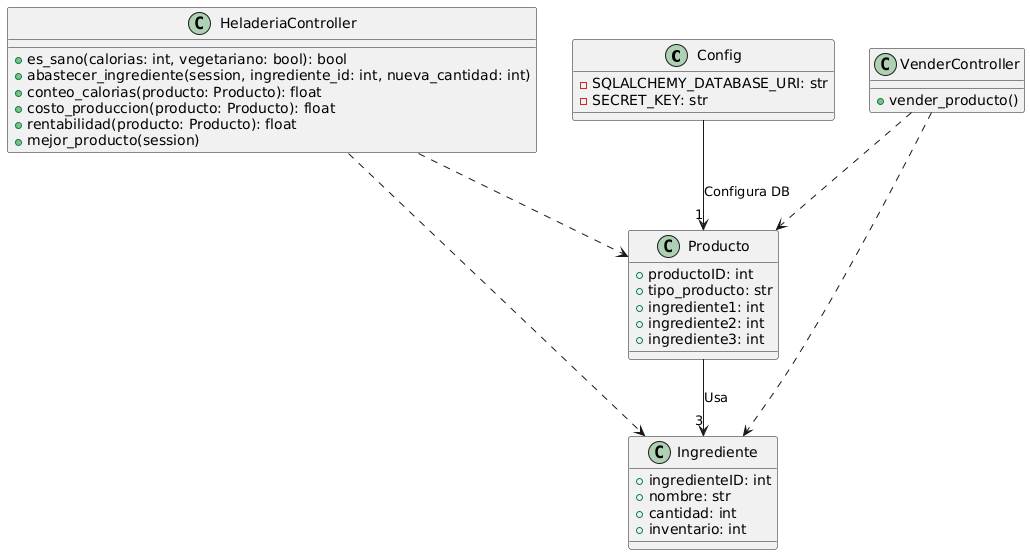 C HeladeriaController
es_sano(calorias: int, vegetariano: bool): bool
abastecer_ingrediente(session, ingrediente_id: int, nueva_cantidad: int)
conteo_calorias(producto: Producto): float
costo_produccion(producto: Producto): float
rentabilidad(producto: Producto): float
mejor_producto(session)
C Config
SQLALCHEMY_DATABASE_URI: str
SECRET_KEY: str
C VenderController
vender_producto()
Configura DB
1
C Producto
productoID: int
tipo_producto: str
ingrediente1: int
ingrediente2: int
ingrediente3: int
Usa
3
C Ingrediente
ingredienteID: int
nombre: str
cantidad: int
inventario: int